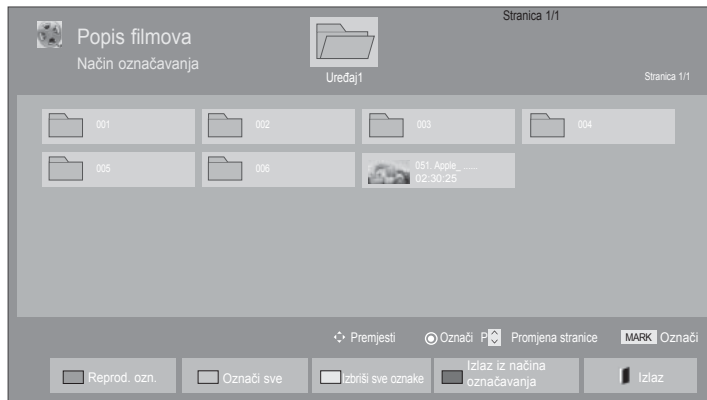 Stranica 1/1
Popis filmova
Način označavanja
Uređaj1
Stranica 1/1
001
002
003
004
005
006
051. Apple_ ......
02:30:25
Premjesti
Označi
P
Promjena stranice
MARK
Označi
Reprod. ozn.
Označi sve
Izbriši sve oznake
Izlaz iz načina
označavanja
Izlaz